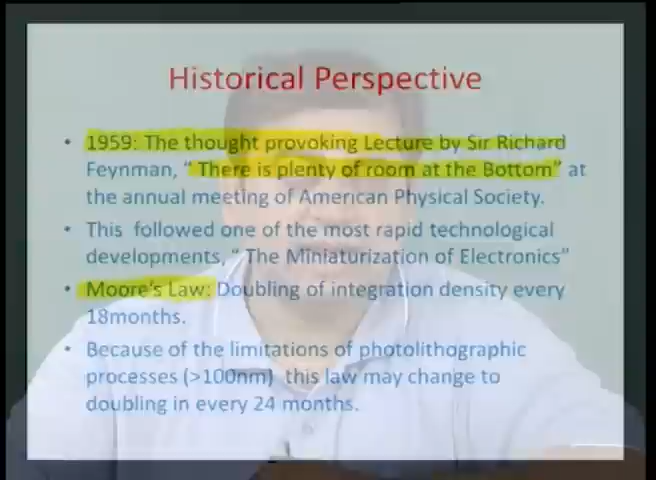 Historical Perspective
• 1959: The thought provoking Lecture by Sir Richard
Feynman, “ There is plenty of room at the Bottom” at
the annual meeting of American Physical Society.
• This followed one of the most rapid technological
developments, “ The Miniaturization of Electronics”
• Moore’s Law: Doubling of integration density every
18months.
• Because of the limitations of photolithographic
processes (>100nm) this law may change to
doubling in every 24 months.